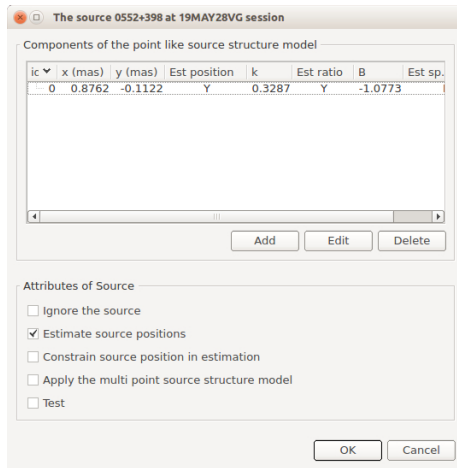 The source 0552+398 at 19MAY28VG session
Components of the point like source structure model
ic x (mas) y (mas) Est position k Est ratio B Est sp.
0 0.8762 -0.1122 Y 0.3287 Y -1.0773
Add Edit Delete
Attributes of Source
Ignore the source
Estimate source positions
Constrain source position in estimation
Apply the multi point source structure model
Test
OK Cancel